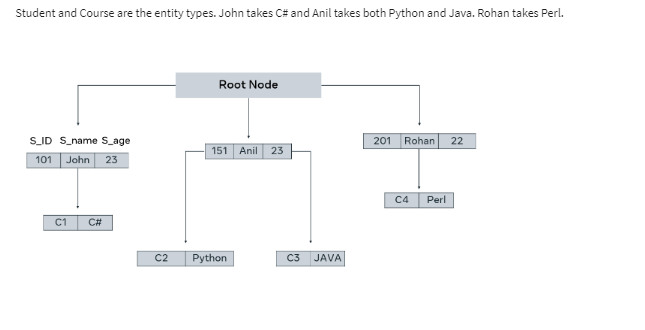 Student and Course are the entity types. John takes C# and Anil takes both Python and Java. Rohan takes Perl.
Root Node
S_ID S_name S_age
101 John 23
151 Anil 23
201 Rohan 22
C1 C#
C2 Python
C3 JAVA
C4 Perl